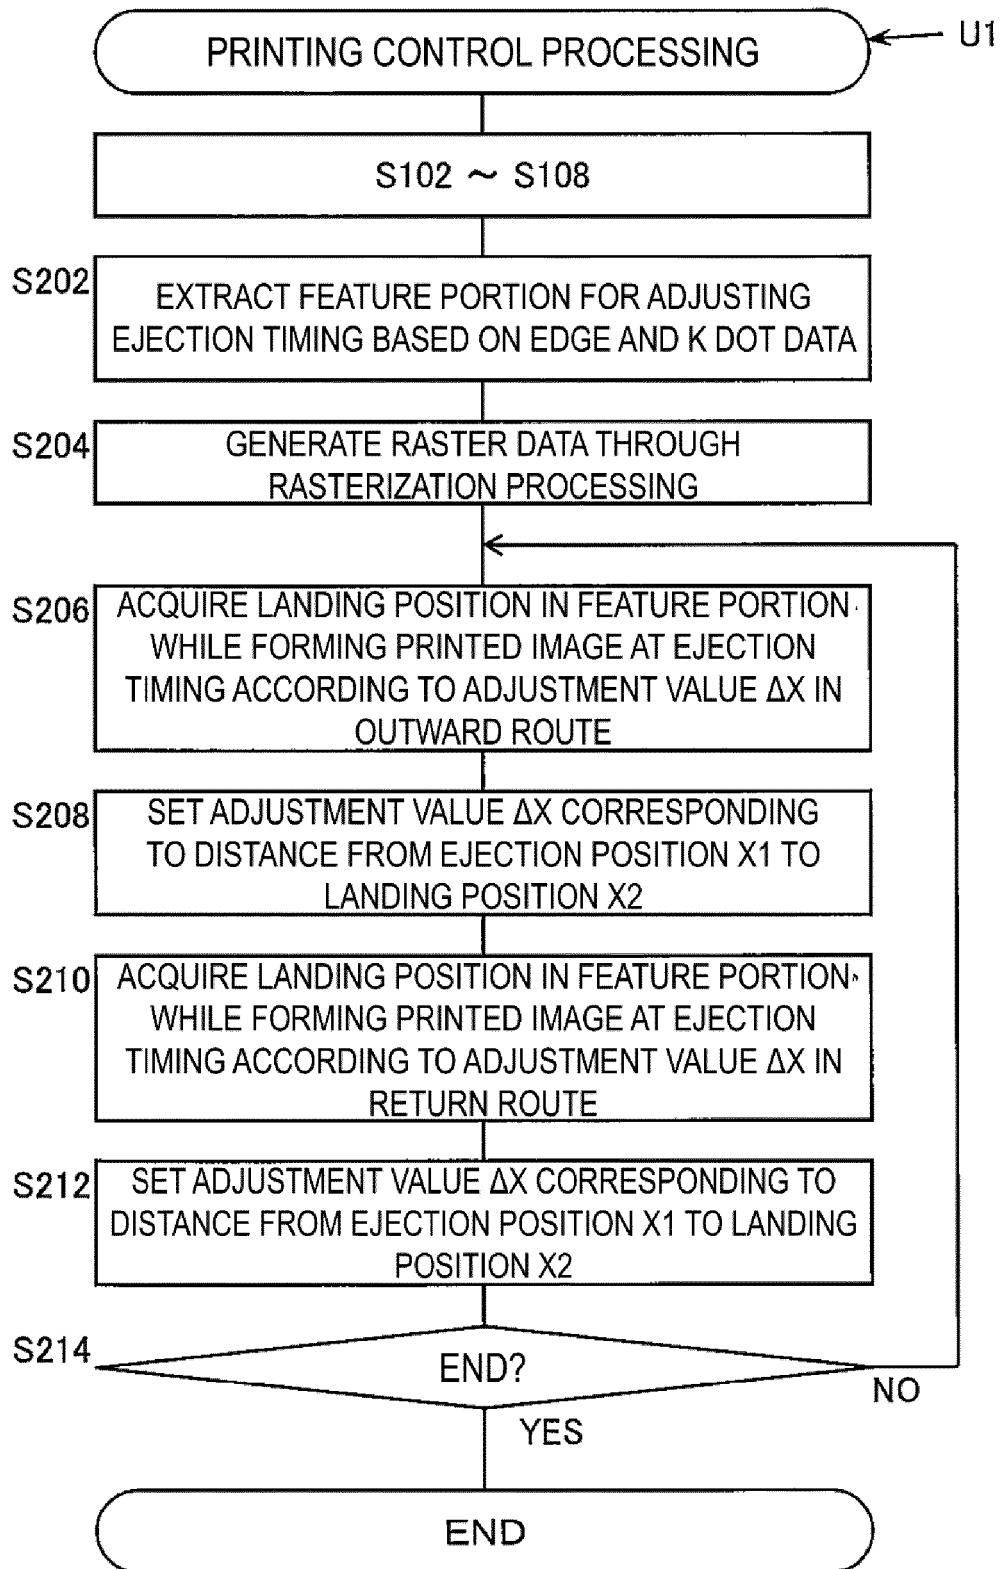 PRINTING CONTROL PROCESSING
U1
S102 ~ S108
S202
EXTRACT FEATURE PORTION FOR ADJUSTING
EJECTION TIMING BASED ON EDGE AND K DOT DATA
S204
GENERATE RASTER DATA THROUGH
RASTERIZATION PROCESSING
S206
ACQUIRE LANDING POSITION IN FEATURE PORTION
WHILE FORMING PRINTED IMAGE AT EJECTION
TIMING ACCORDING TO ADJUSTMENT VALUE ΔX IN
OUTWARD ROUTE
S208
SET ADJUSTMENT VALUE ΔX CORRESPONDING
TO DISTANCE FROM EJECTION POSITION X1 TO
LANDING POSITION X2
S210
ACQUIRE LANDING POSITION IN FEATURE PORTION
WHILE FORMING PRINTED IMAGE AT EJECTION
TIMING ACCORDING TO ADJUSTMENT VALUE ΔX IN
RETURN ROUTE
S212
SET ADJUSTMENT VALUE ΔX CORRESPONDING TO
DISTANCE FROM EJECTION POSITION X1 TO LANDING
POSITION X2
S214
END?
NO
YES
END